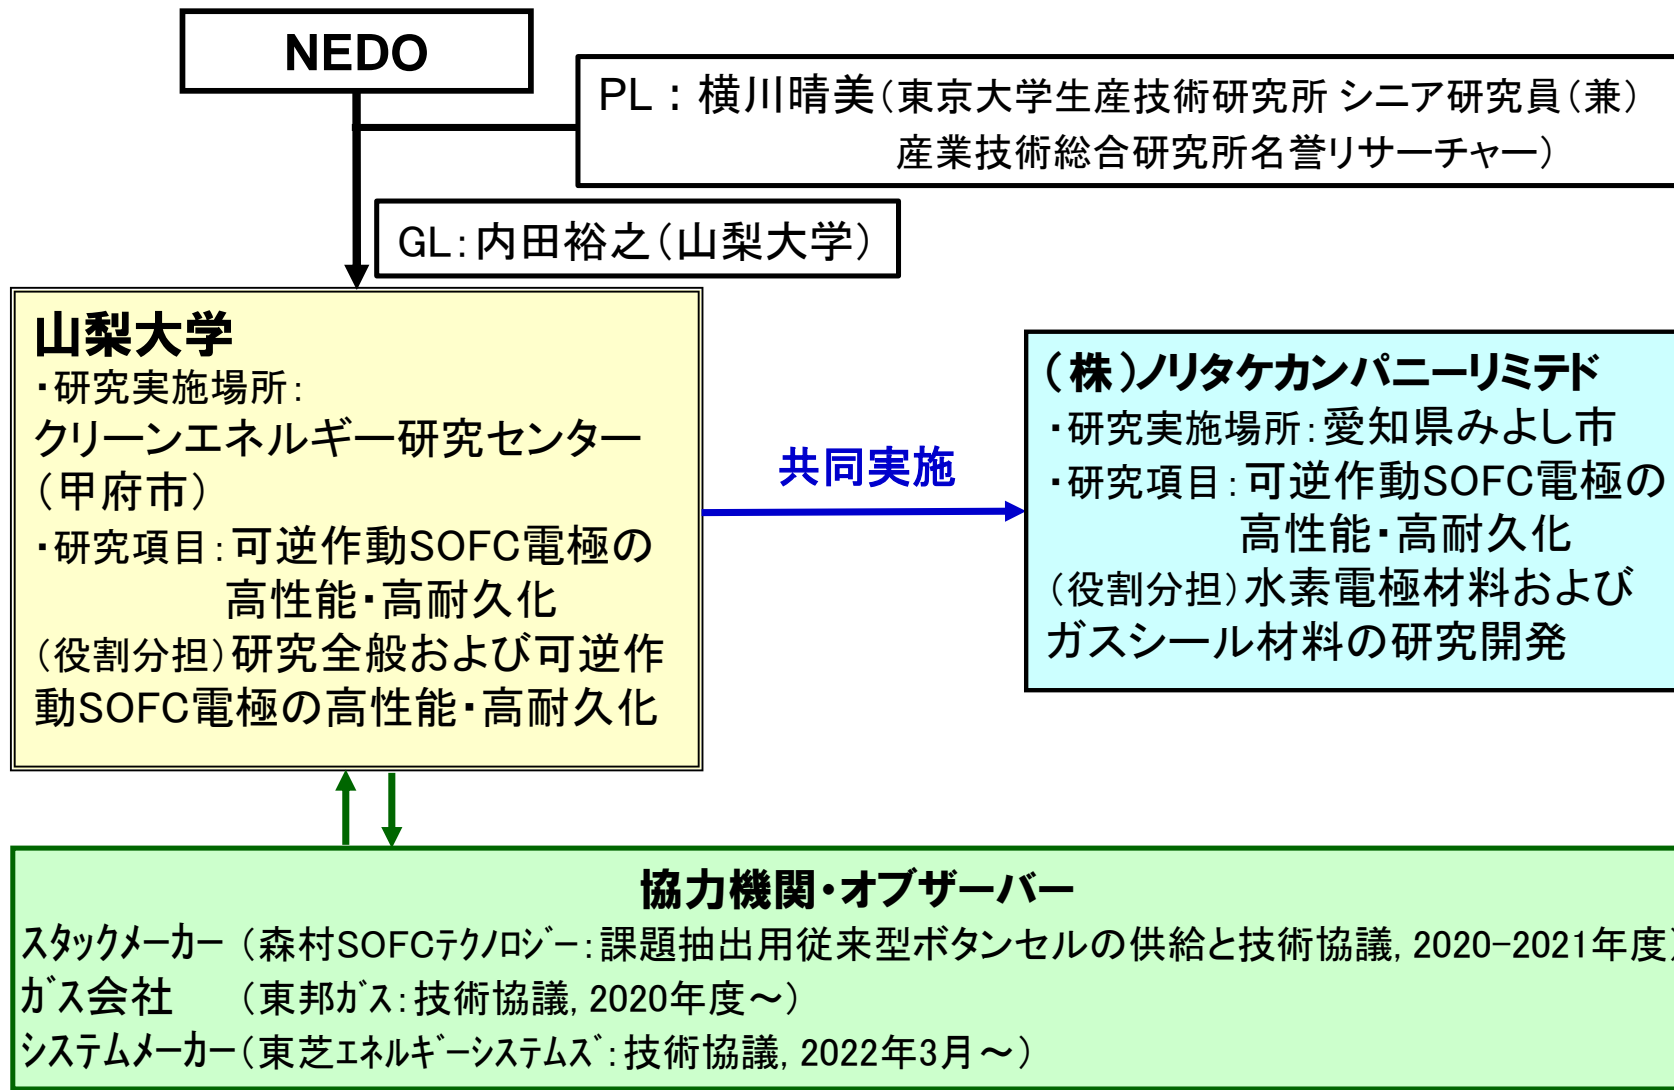 NEDO
PL：横川晴美（東京大学生産技術研究所 シニア研究員（兼）
産業技術総合研究所名誉リサーチャー）
GL：内田裕之（山梨大学）
山梨大学
・研究実施場所：
クリーンエネルギー研究センター
（甲府市）
・研究項目：可逆作動SOFC電極の
高性能・高耐久化
（役割分担）研究全般および可逆作
動SOFC電極の高性能・高耐久化
共同実施
（株）ノリタケカンパニーリミテド
・研究実施場所：愛知県みよし市
・研究項目：可逆作動SOFC電極の
高性能・高耐久化
（役割分担）水素電極材料および
ガスシール材料の研究開発
協力機関・オブザーバー
スタックメーカー（森村SOFCﾃｸﾉﾛｼﾞｰ：課題抽出用従来型ボタンセルの供給と技術協議, 2020-2021年度）
ガス会社　（東邦ｶﾞｽ：技術協議, 2020年度～）
システムメーカー（東芝ｴﾈﾙｷﾞｰｼｽﾃﾑｽﾞ：技術協議, 2022年3月～）